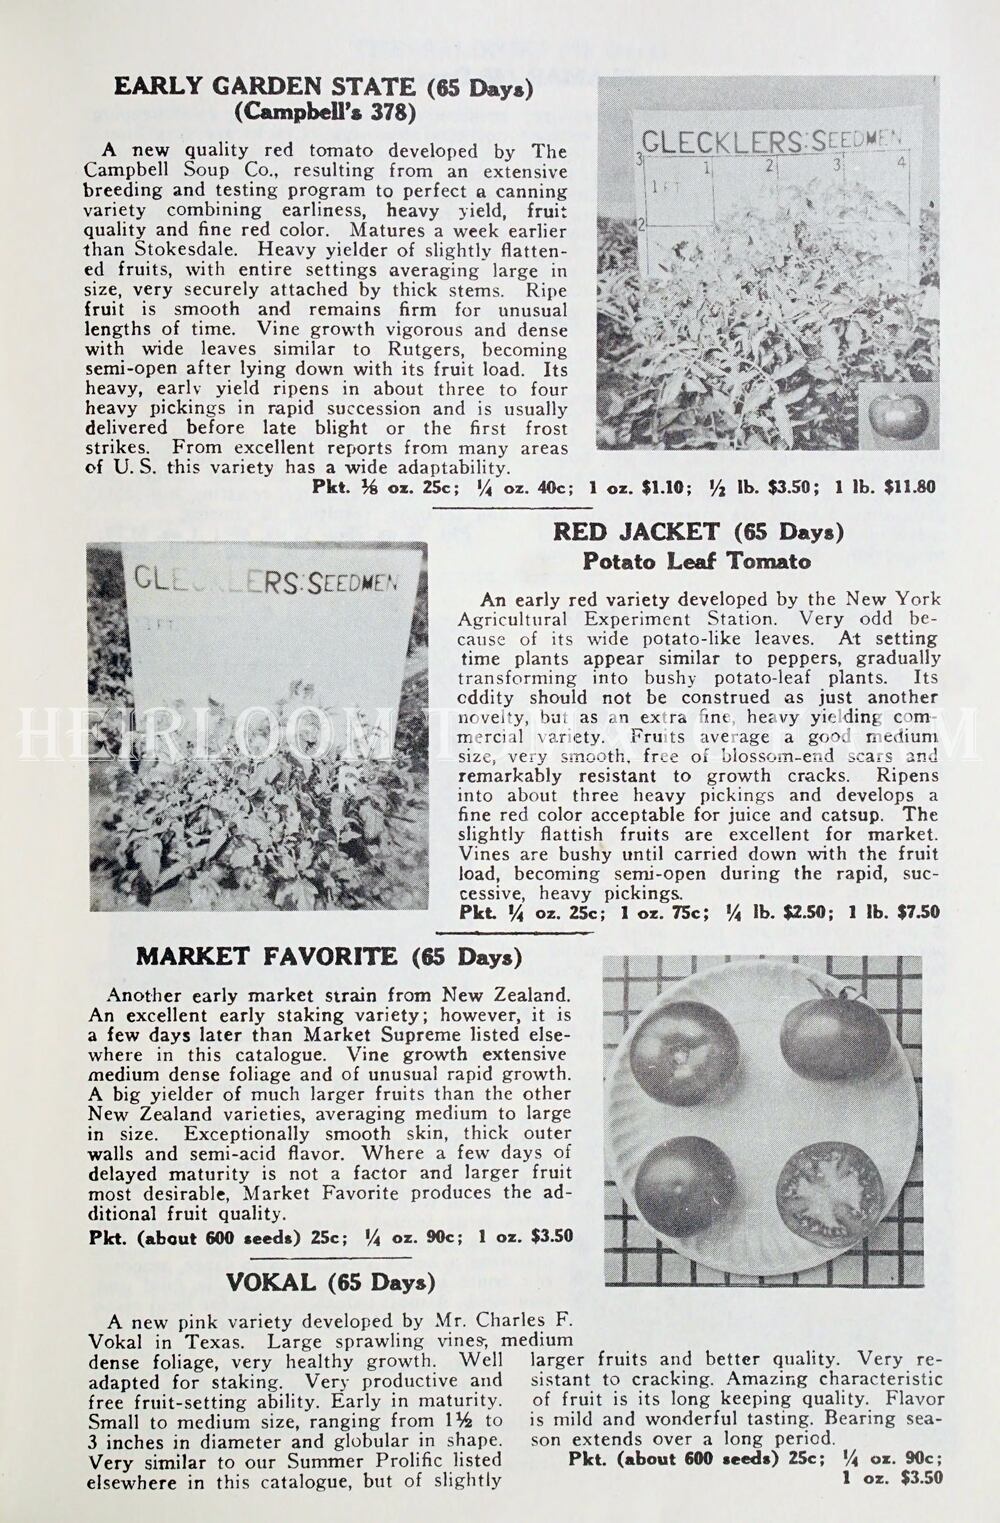 EARLY GARDEN STATE (65 Days)
(Campbell's 378)
A new quality red tomato developed by The
Campbell Soup Co., resulting from an extensive
breeding and testing program to perfect a canning
variety combining earliness, heavy yield, fruit
quality and fine red color. Matures a week earlier
than Stokesdale. Heavy yielder of slightly flatten-
ed fruits, with entire settings averaging large in
size, very securely attached by thick stems. Ripe
fruit is smooth and remains firm for unusual
lengths of time. Vine growth vigorous and dense
with wide leaves similar to Rutgers, becoming
semi-open after lying down with its fruit load. Its
heavy, early yield ripens in about three to four
heavy pickings in rapid succession and is usually
delivered before late blight or the first frost
strikes. From excellent reports from many areas
of U. S. this variety has a wide adaptability.
Pkt. ⅛ oz. 25c; ¼ oz. 40c; 1 oz. $1.10; ½ lb. $3.50; 1 lb. $11.80
GLECKLERS:SEEDMEN
3 1 2 3 4
1 FT
2
GLECKLERS:SEEDMEN
1 FT
RED JACKET (65 Days)
Potato Leaf Tomato
An early red variety developed by the New York
Agricultural Experiment Station. Very odd be-
cause of its wide potato-like leaves. At setting
time plants appear similar to peppers, gradually
transforming into bushy potato-leaf plants. Its
oddity should not be construed as just another
novelty, but as an extra fine, heavy yielding com-
mercial variety. Fruits average a good medium
size, very smooth, free of blossom-end scars and
remarkably resistant to growth cracks. Ripens
into about three heavy pickings and develops a
fine red color acceptable for juice and catsup. The
slightly flattish fruits are excellent for market.
Vines are bushy until carried down with the fruit
load, becoming semi-open during the rapid, suc-
cessive, heavy pickings.
Pkt. ¼ oz. 25c; 1 oz. 75c; ¼ lb. $2.50; 1 lb. $7.50
HEIRLOOM TOMATO FARM
MARKET FAVORITE (65 Days)
Another early market strain from New Zealand.
An excellent early staking variety; however, it is
a few days later than Market Supreme listed else-
where in this catalogue. Vine growth extensive
medium dense foliage and of unusual rapid growth.
A big yielder of much larger fruits than the other
New Zealand varieties, averaging medium to large
in size. Exceptionally smooth skin, thick outer
walls and semi-acid flavor. Where a few days of
delayed maturity is not a factor and larger fruit
most desirable, Market Favorite produces the ad-
ditional fruit quality.
Pkt. (about 600 seeds) 25c; ¼ oz. 90c; 1 oz. $3.50
VOKAL (65 Days)
A new pink variety developed by Mr. Charles F.
Vokal in Texas. Large sprawling vines, medium
dense foliage, very healthy growth. Well
adapted for staking. Very productive and
free fruit-setting ability. Early in maturity.
Small to medium size, ranging from 1½ to
3 inches in diameter and globular in shape.
Very similar to our Summer Prolific listed
elsewhere in this catalogue, but of slightly
larger fruits and better quality. Very re-
sistant to cracking. Amazing characteristic
of fruit is its long keeping quality. Flavor
is mild and wonderful tasting. Bearing sea-
son extends over a long period.
Pkt. (about 600 seeds) 25c; ¼ oz. 90c;
1 oz. $3.50